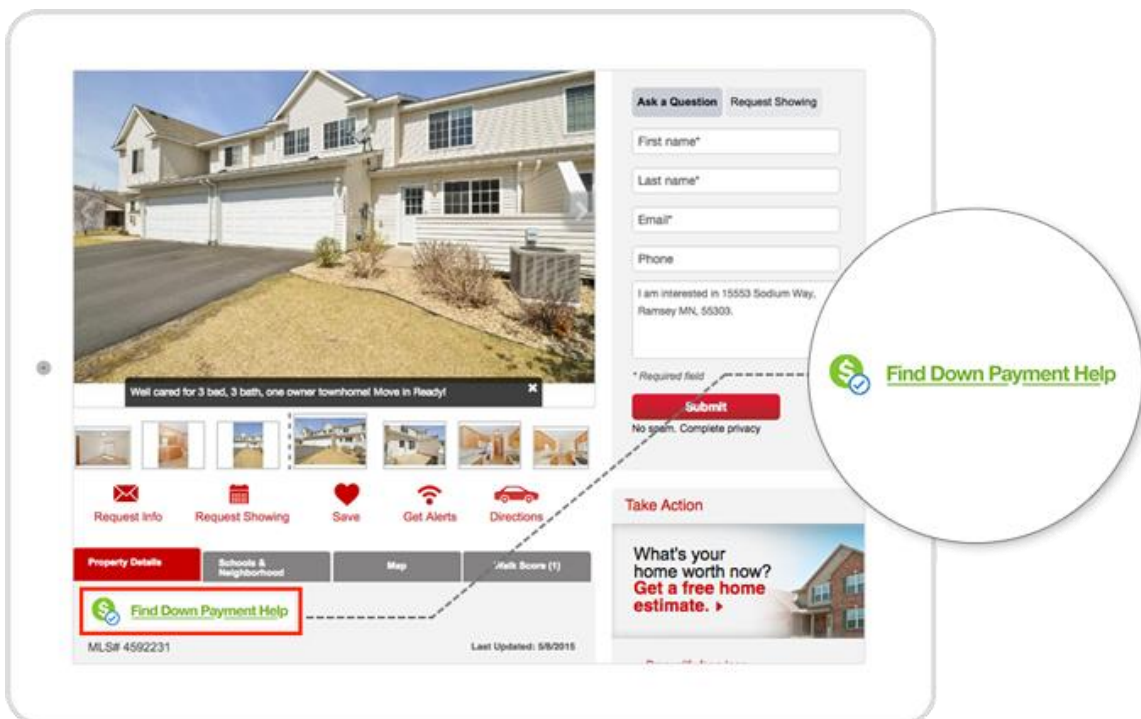 Ask a Question
Request Showing
First name*
Last name*
Email*
Phone
I am interested in 15553 Sodium Way,
Ramsey MN, 55303.
* Required field
Submit
No spam. Complete privacy
Well cared for 3 bed, 3 bath, one owner townhome! Move in Ready!
Request Info
Request Showing
Save
Get Alerts
Directions
Property Details
Schools &
Neighborhood
Map
Walk Score (1)
Find Down Payment Help
MLS# 4592231
Last Updated: 5/8/2015
Take Action
What's your
home worth now?
Get a free home
estimate.
Find Down Payment Help